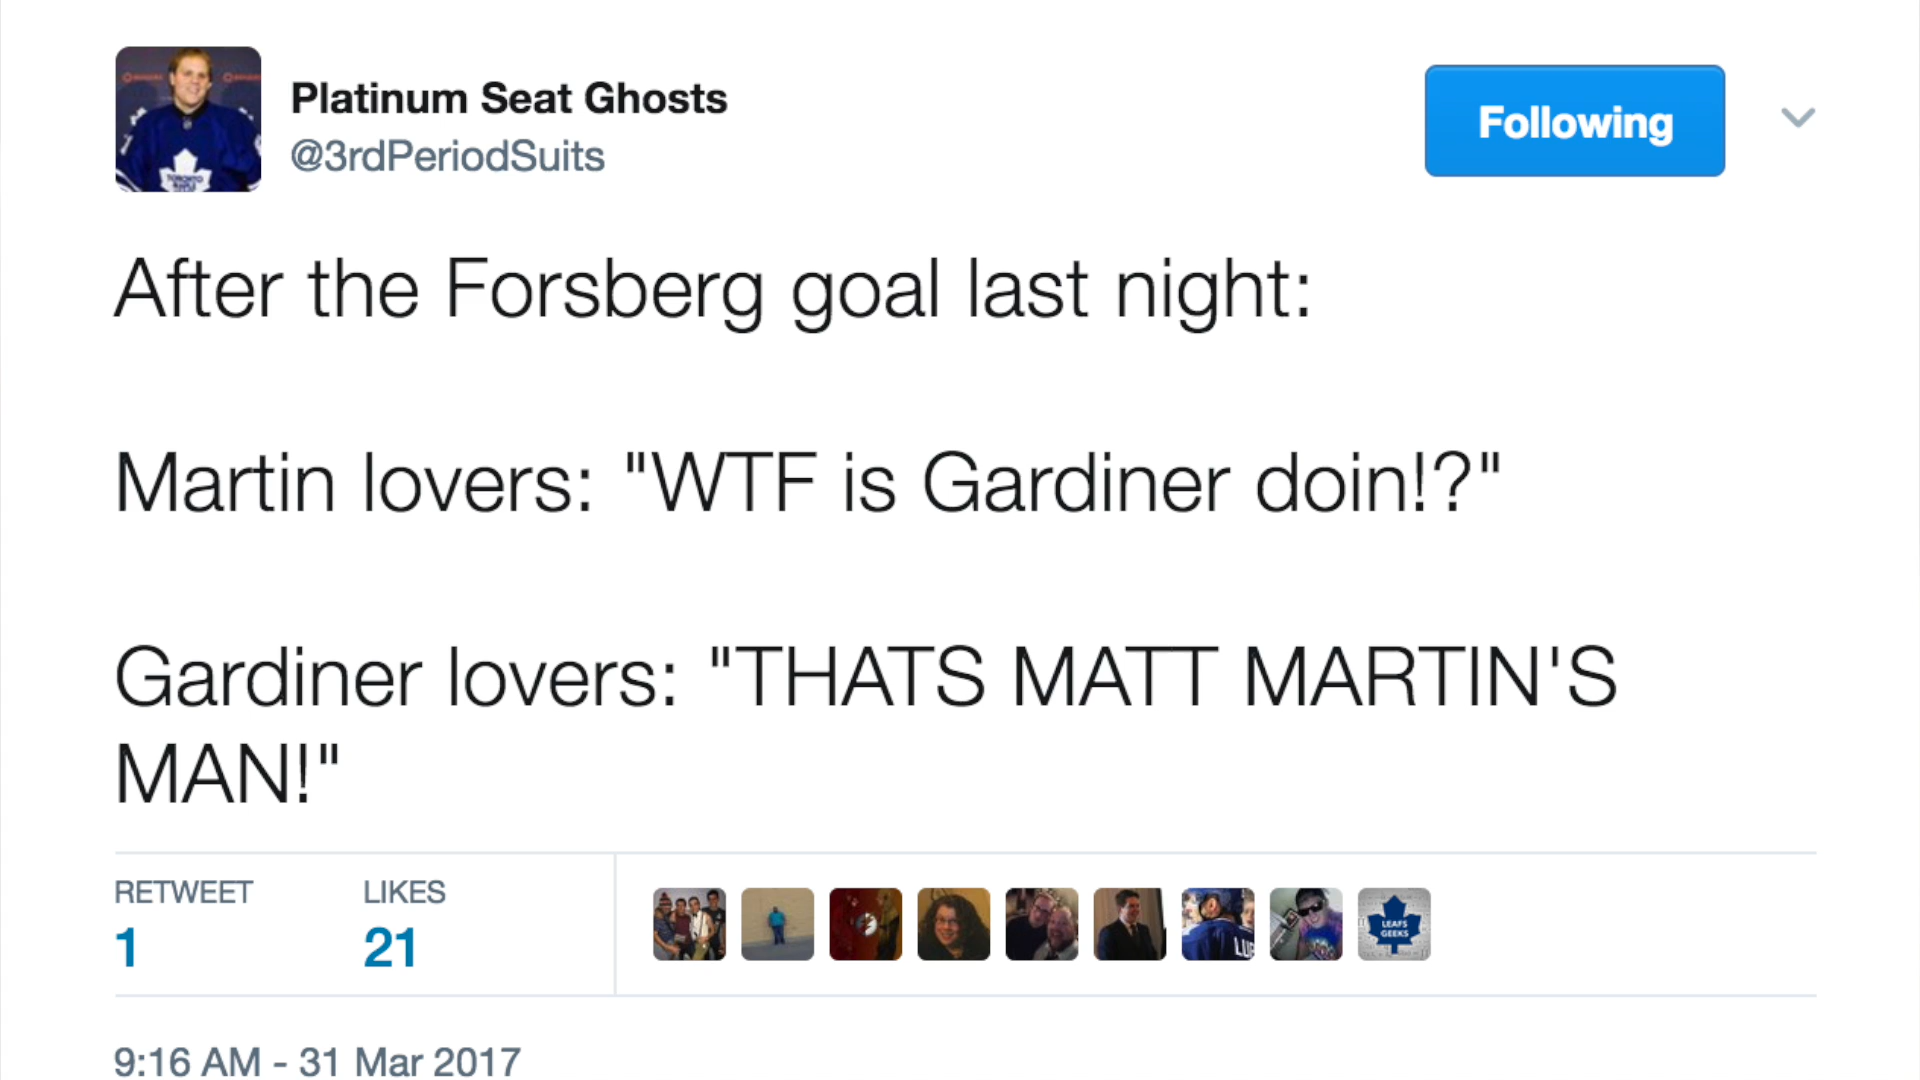 Platinum Seat Ghosts
@3rdPeriodSuits
Following
After the Forsberg goal last night:
Martin lovers: "WTF is Gardiner doin!?"
Gardiner lovers: "THATS MATT MARTIN'S
MAN!"
RETWEET
1
LIKES
21
LEAFS
GEEKS
9:16 AM - 31 Mar 2017